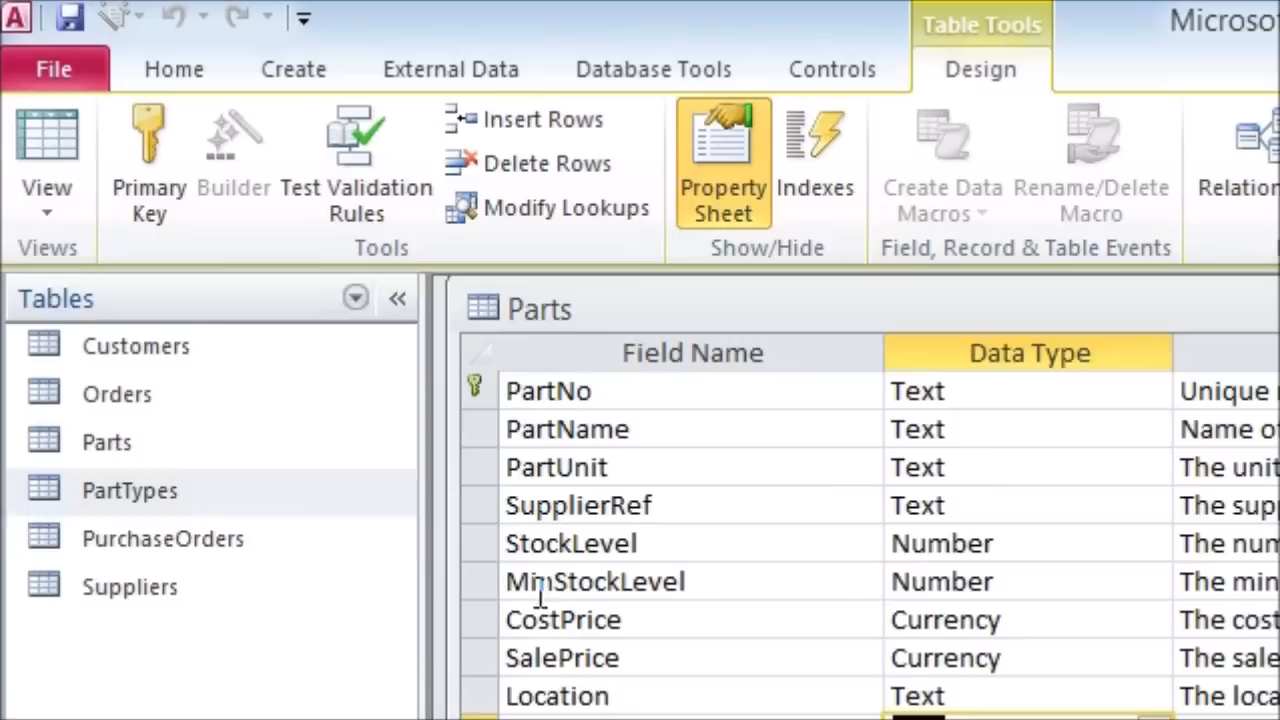 A
Table Tools
Microso
File Home Create External Data Database Tools Controls Design
View
Primary Key
Builder
Test Validation Rules
Insert Rows
Delete Rows
Modify Lookups
Property Sheet
Indexes
Create Data Macros
Rename/Delete Macro
Relation
Views Tools Show/Hide Field, Record & Table Events
Tables
Customers
Orders
Parts
PartTypes
PurchaseOrders
Suppliers
Parts
Field Name Data Type
PartNo Text Unique
PartName Text Name of
PartUnit Text The unit
SupplierRef Text The sup
StockLevel Number The num
MinStockLevel Number The min
CostPrice Currency The cost
SalePrice Currency The sale
Location Text The loca